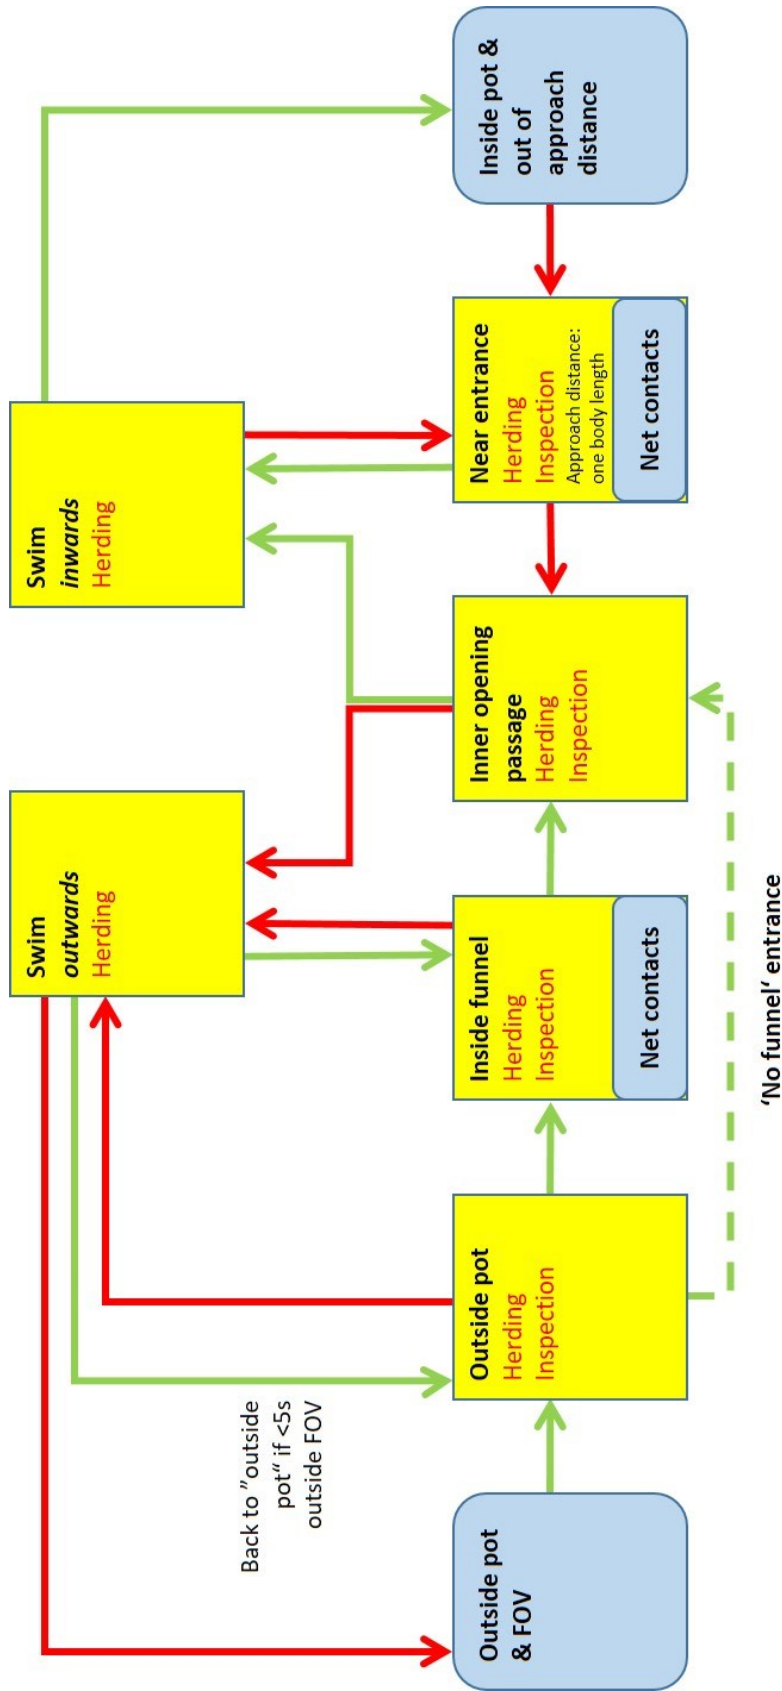 Swim
outwards
Herding
Swim
inwards
Herding
Back to ”outside
pot“ if <5s
outside FOV
Outside pot
& FOV
Outside pot
Herding
Inspection
Inside funnel
Herding
Inspection
Net contacts
Inner opening
passage
Herding
Inspection
Near entrance
Herding
Inspection
Approach distance:
one body length
Net contacts
Inside pot &
out of
approach
distance
‘No funnel‘ entrance